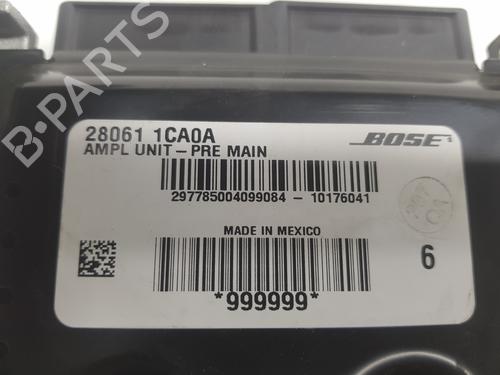 B-PARTS
28061 1CA0A
BOSE
AMPL UNIT-PRE MAIN
297785004099084 - 10176041
MADE IN MEXICO
6
*999999*